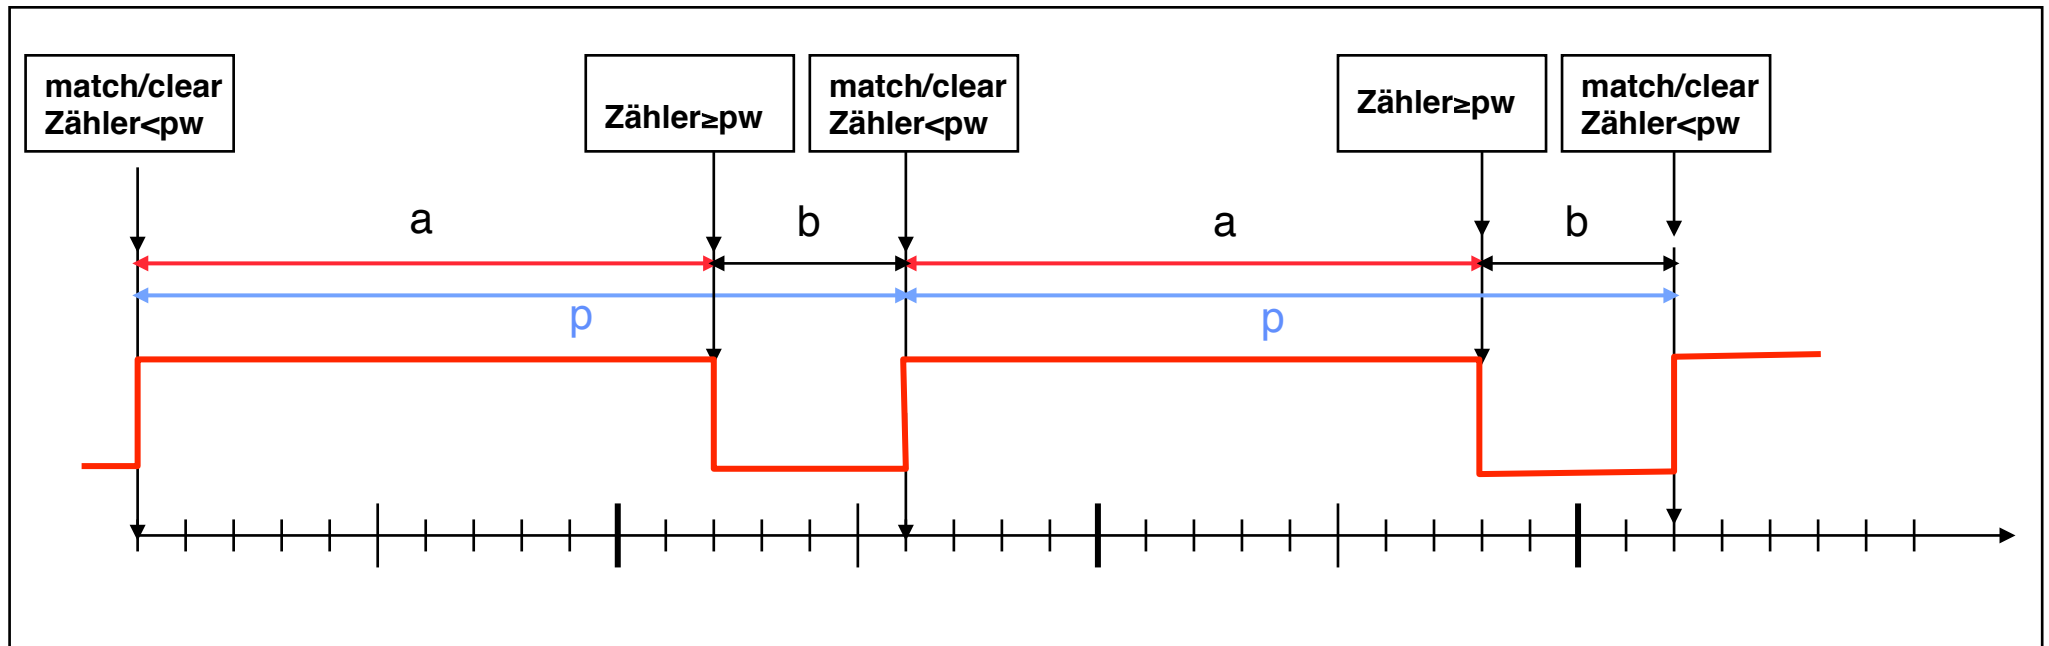 match/clear
Zähler<pw
Zähler≥pw
match/clear
Zähler<pw
Zähler≥pw
match/clear
Zähler<pw
a
b
a
b
p
p